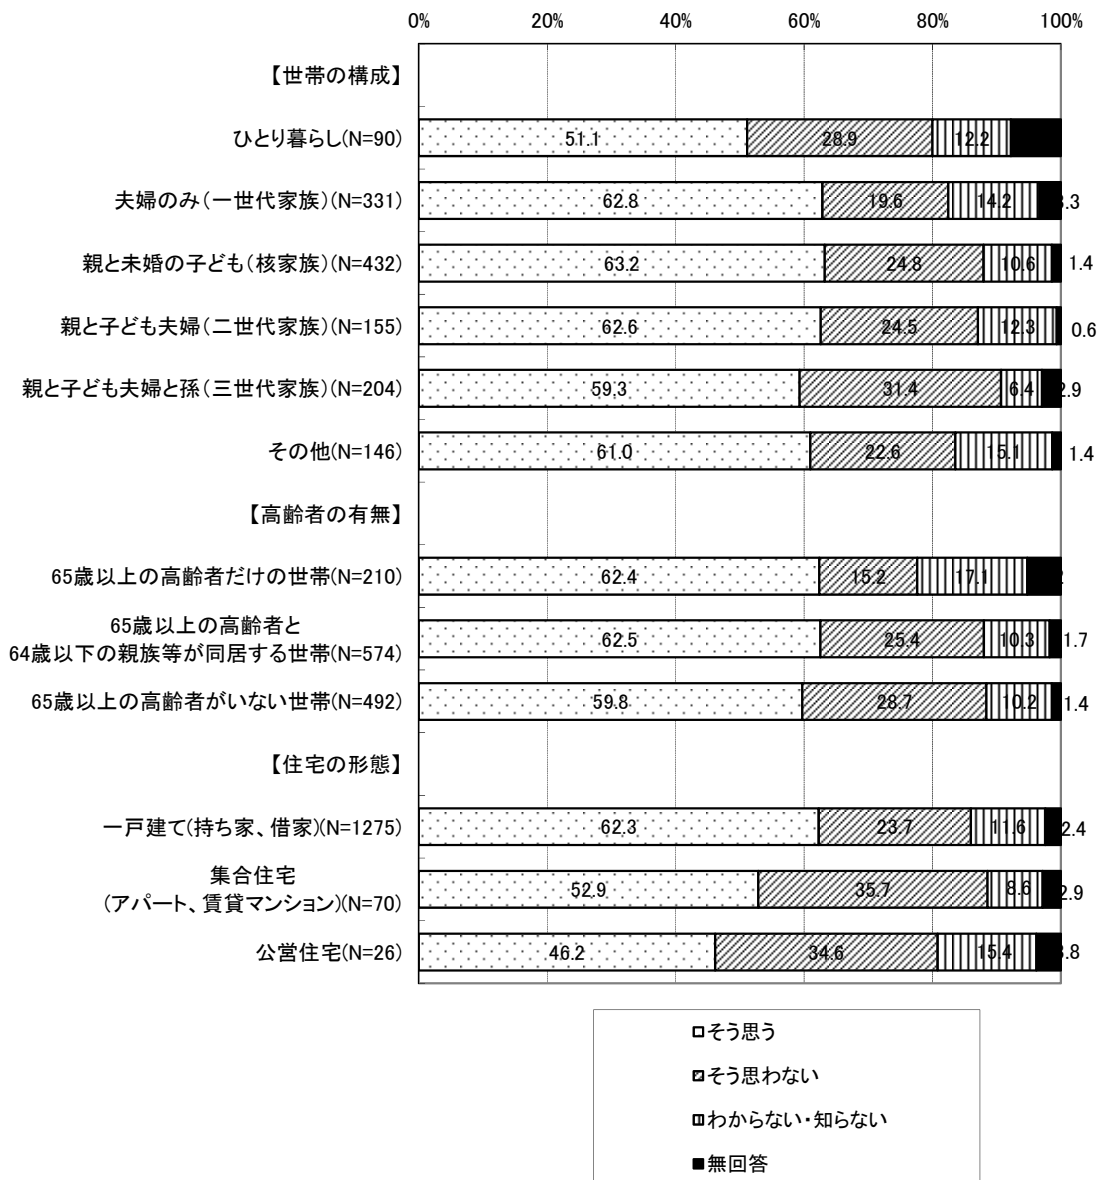 0% 20% 40% 60% 80% 100%
【世帯の構成】
ひとり暮らし(N=90) 51.1 28.9 12.2
夫婦のみ(一世代家族)(N=331) 62.8 19.6 14.2 3.3
親と未婚の子ども(核家族)(N=432) 63.2 24.8 10.6 1.4
親と子ども夫婦(二世代家族)(N=155) 62.6 24.5 12.3 0.6
親と子ども夫婦と孫(三世代家族)(N=204) 59.3 31.4 6.4 2.9
その他(N=146) 61.0 22.6 15.1 1.4
【高齢者の有無】
65歳以上の高齢者だけの世帯(N=210) 62.4 15.2 17.1
65歳以上の高齢者と
64歳以下の親族等が同居する世帯(N=574) 62.5 25.4 10.3 1.7
65歳以上の高齢者がいない世帯(N=492) 59.8 28.7 10.2 1.4
【住宅の形態】
一戸建て(持ち家、借家)(N=1275) 62.3 23.7 11.6 2.4
集合住宅
(アパート、賃貸マンション)(N=70) 52.9 35.7 8.6 2.9
公営住宅(N=26) 46.2 34.6 15.4 3.8
そう思う
そう思わない
わからない・知らない
無回答